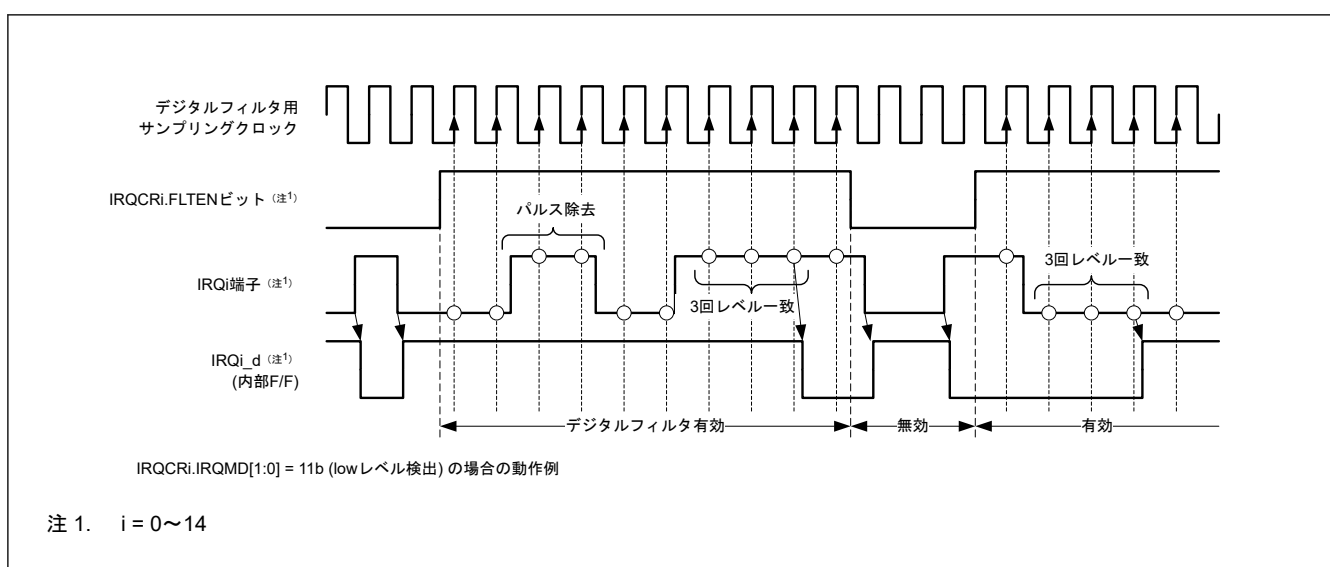 デジタルフィルタ用
サンプリングクロック
IRQCRi.FLTENビット (注1)
パルス除去
IRQi端子 (注1)
3回レベル一致
3回レベル一致
IRQi_d (注1)
(内部F/F)
デジタルフィルタ有効
無効
有効
IRQCRi.IRQMD[1:0] = 11b (lowレベル検出) の場合の動作例
注 1. i = 0～14